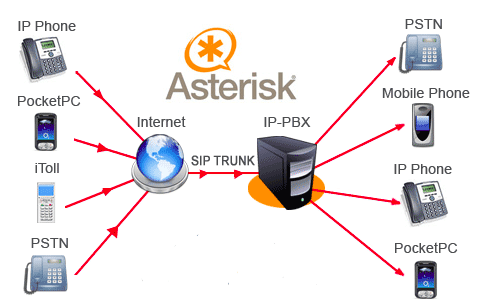 IP Phone
PocketPC
iToll
PSTN
Internet
Asterisk®
SIP TRUNK
IP-PBX
PSTN
Mobile Phone
IP Phone
PocketPC